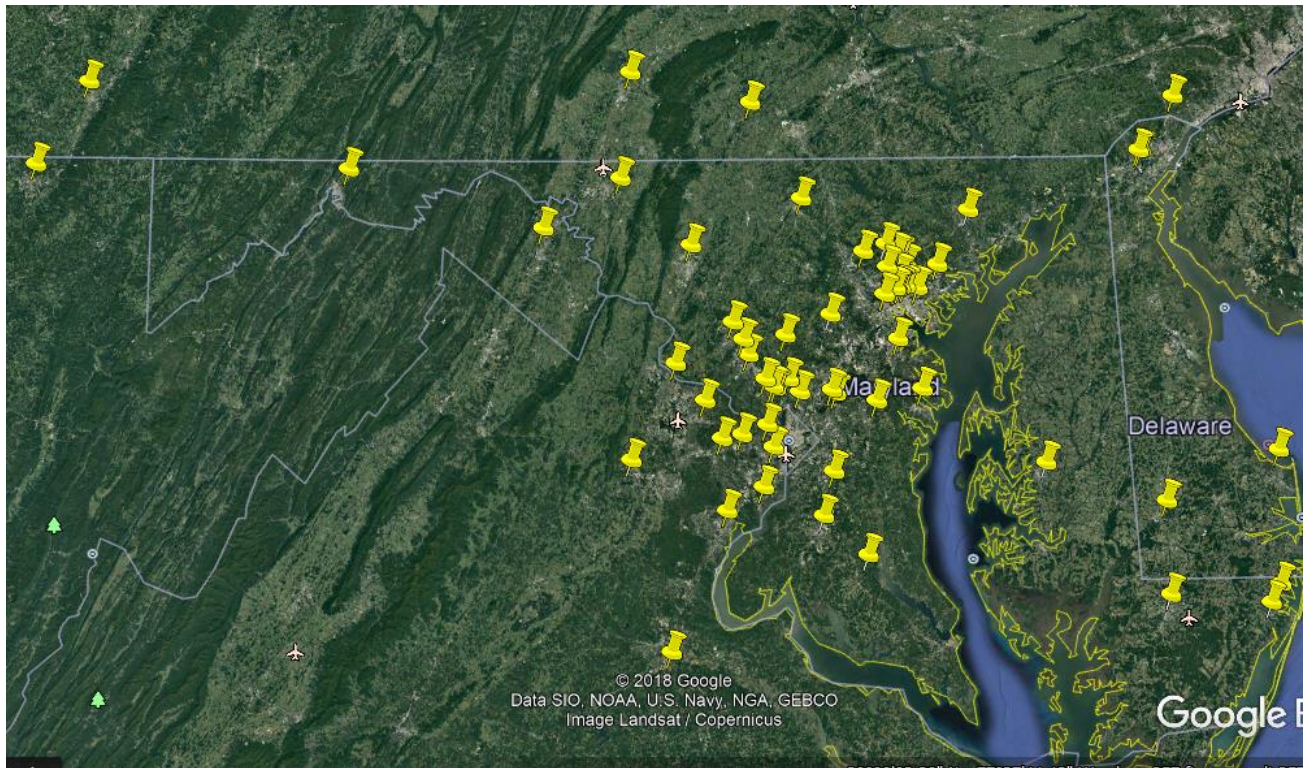 Maryland
Delaware
© 2018 Google
Data SIO, NOAA, U.S. Navy, NGA, GEBCO
Image Landsat / Copernicus
Google E